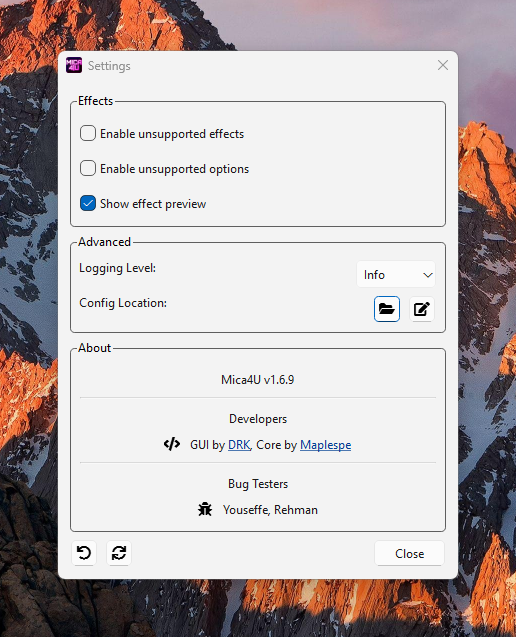 MICA
4U
Settings
Effects
Enable unsupported effects
Enable unsupported options
Show effect preview
Advanced
Logging Level:
Info
Config Location:
About
Mica4U v1.6.9
Developers
GUI by DRK, Core by Maplespe
Bug Testers
Youseffe, Rehman
Close